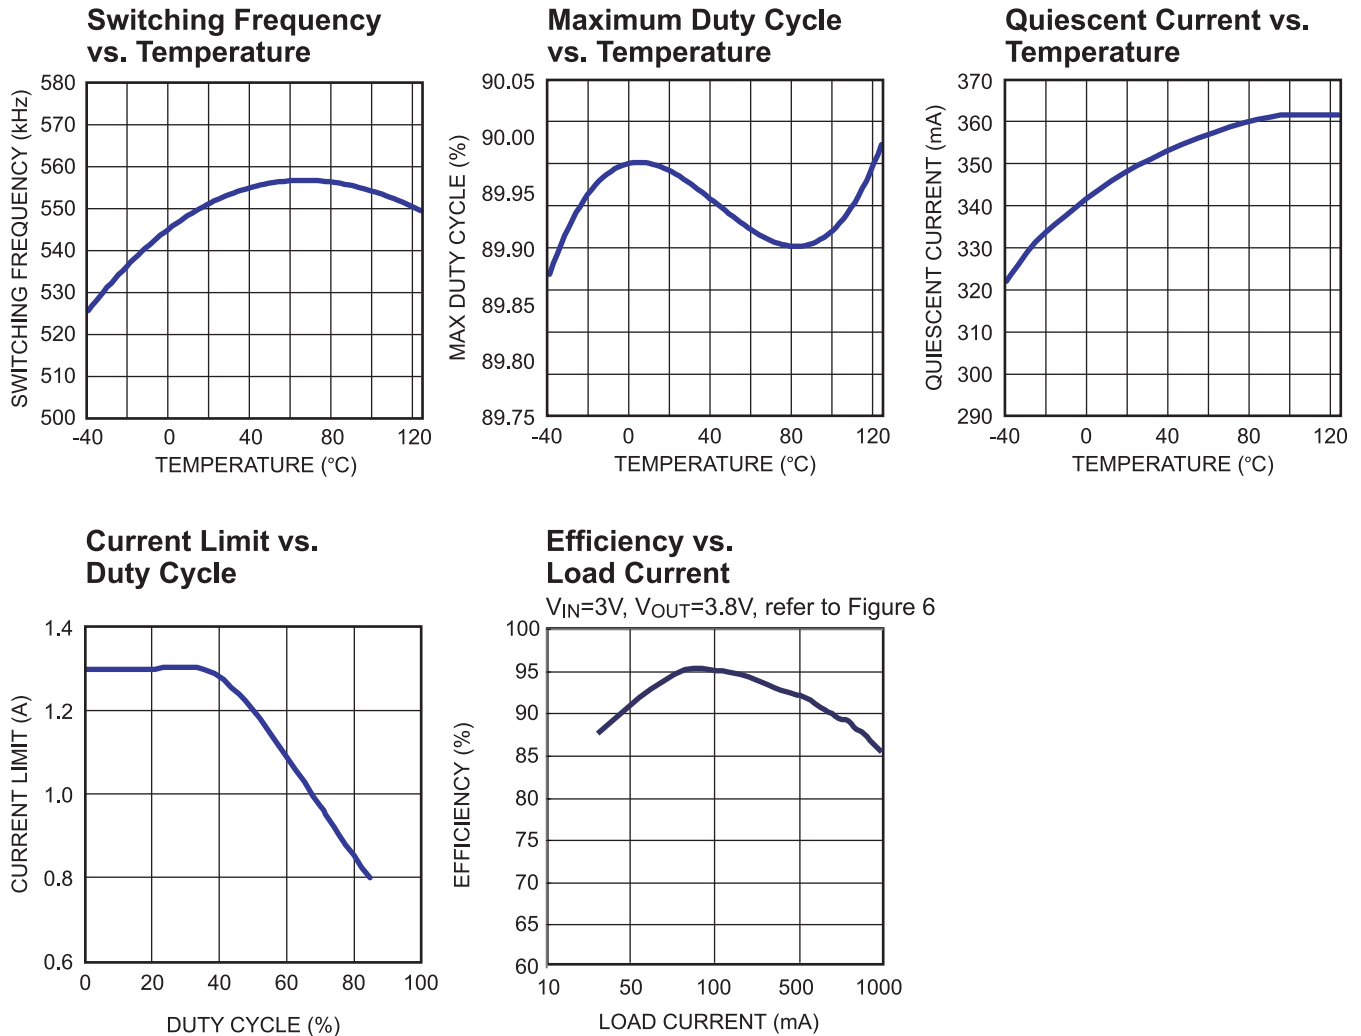 Switching Frequency
vs. Temperature
SWITCHING FREQUENCY (kHz)
580
570
560
550
540
530
520
510
500
-40 0 40 80 120
TEMPERATURE (°C)
Maximum Duty Cycle
vs. Temperature
MAX DUTY CYCLE (%)
90.05
90.00
89.95
89.90
89.85
89.80
89.75
-40 0 40 80 120
TEMPERATURE (°C)
Quiescent Current vs.
Temperature
QUIESCENT CURRENT (mA)
370
360
350
340
330
320
310
300
290
-40 0 40 80 120
TEMPERATURE (°C)
Current Limit vs.
Duty Cycle
CURRENT LIMIT (A)
1.4
1.2
1.0
0.8
0.6
0 20 40 60 80 100
DUTY CYCLE (%)
Efficiency vs.
Load Current
VIN=3V, VOUT=3.8V, refer to Figure 6
EFFICIENCY (%)
100
95
90
85
80
75
70
65
60
10 50 100 500 1000
LOAD CURRENT (mA)